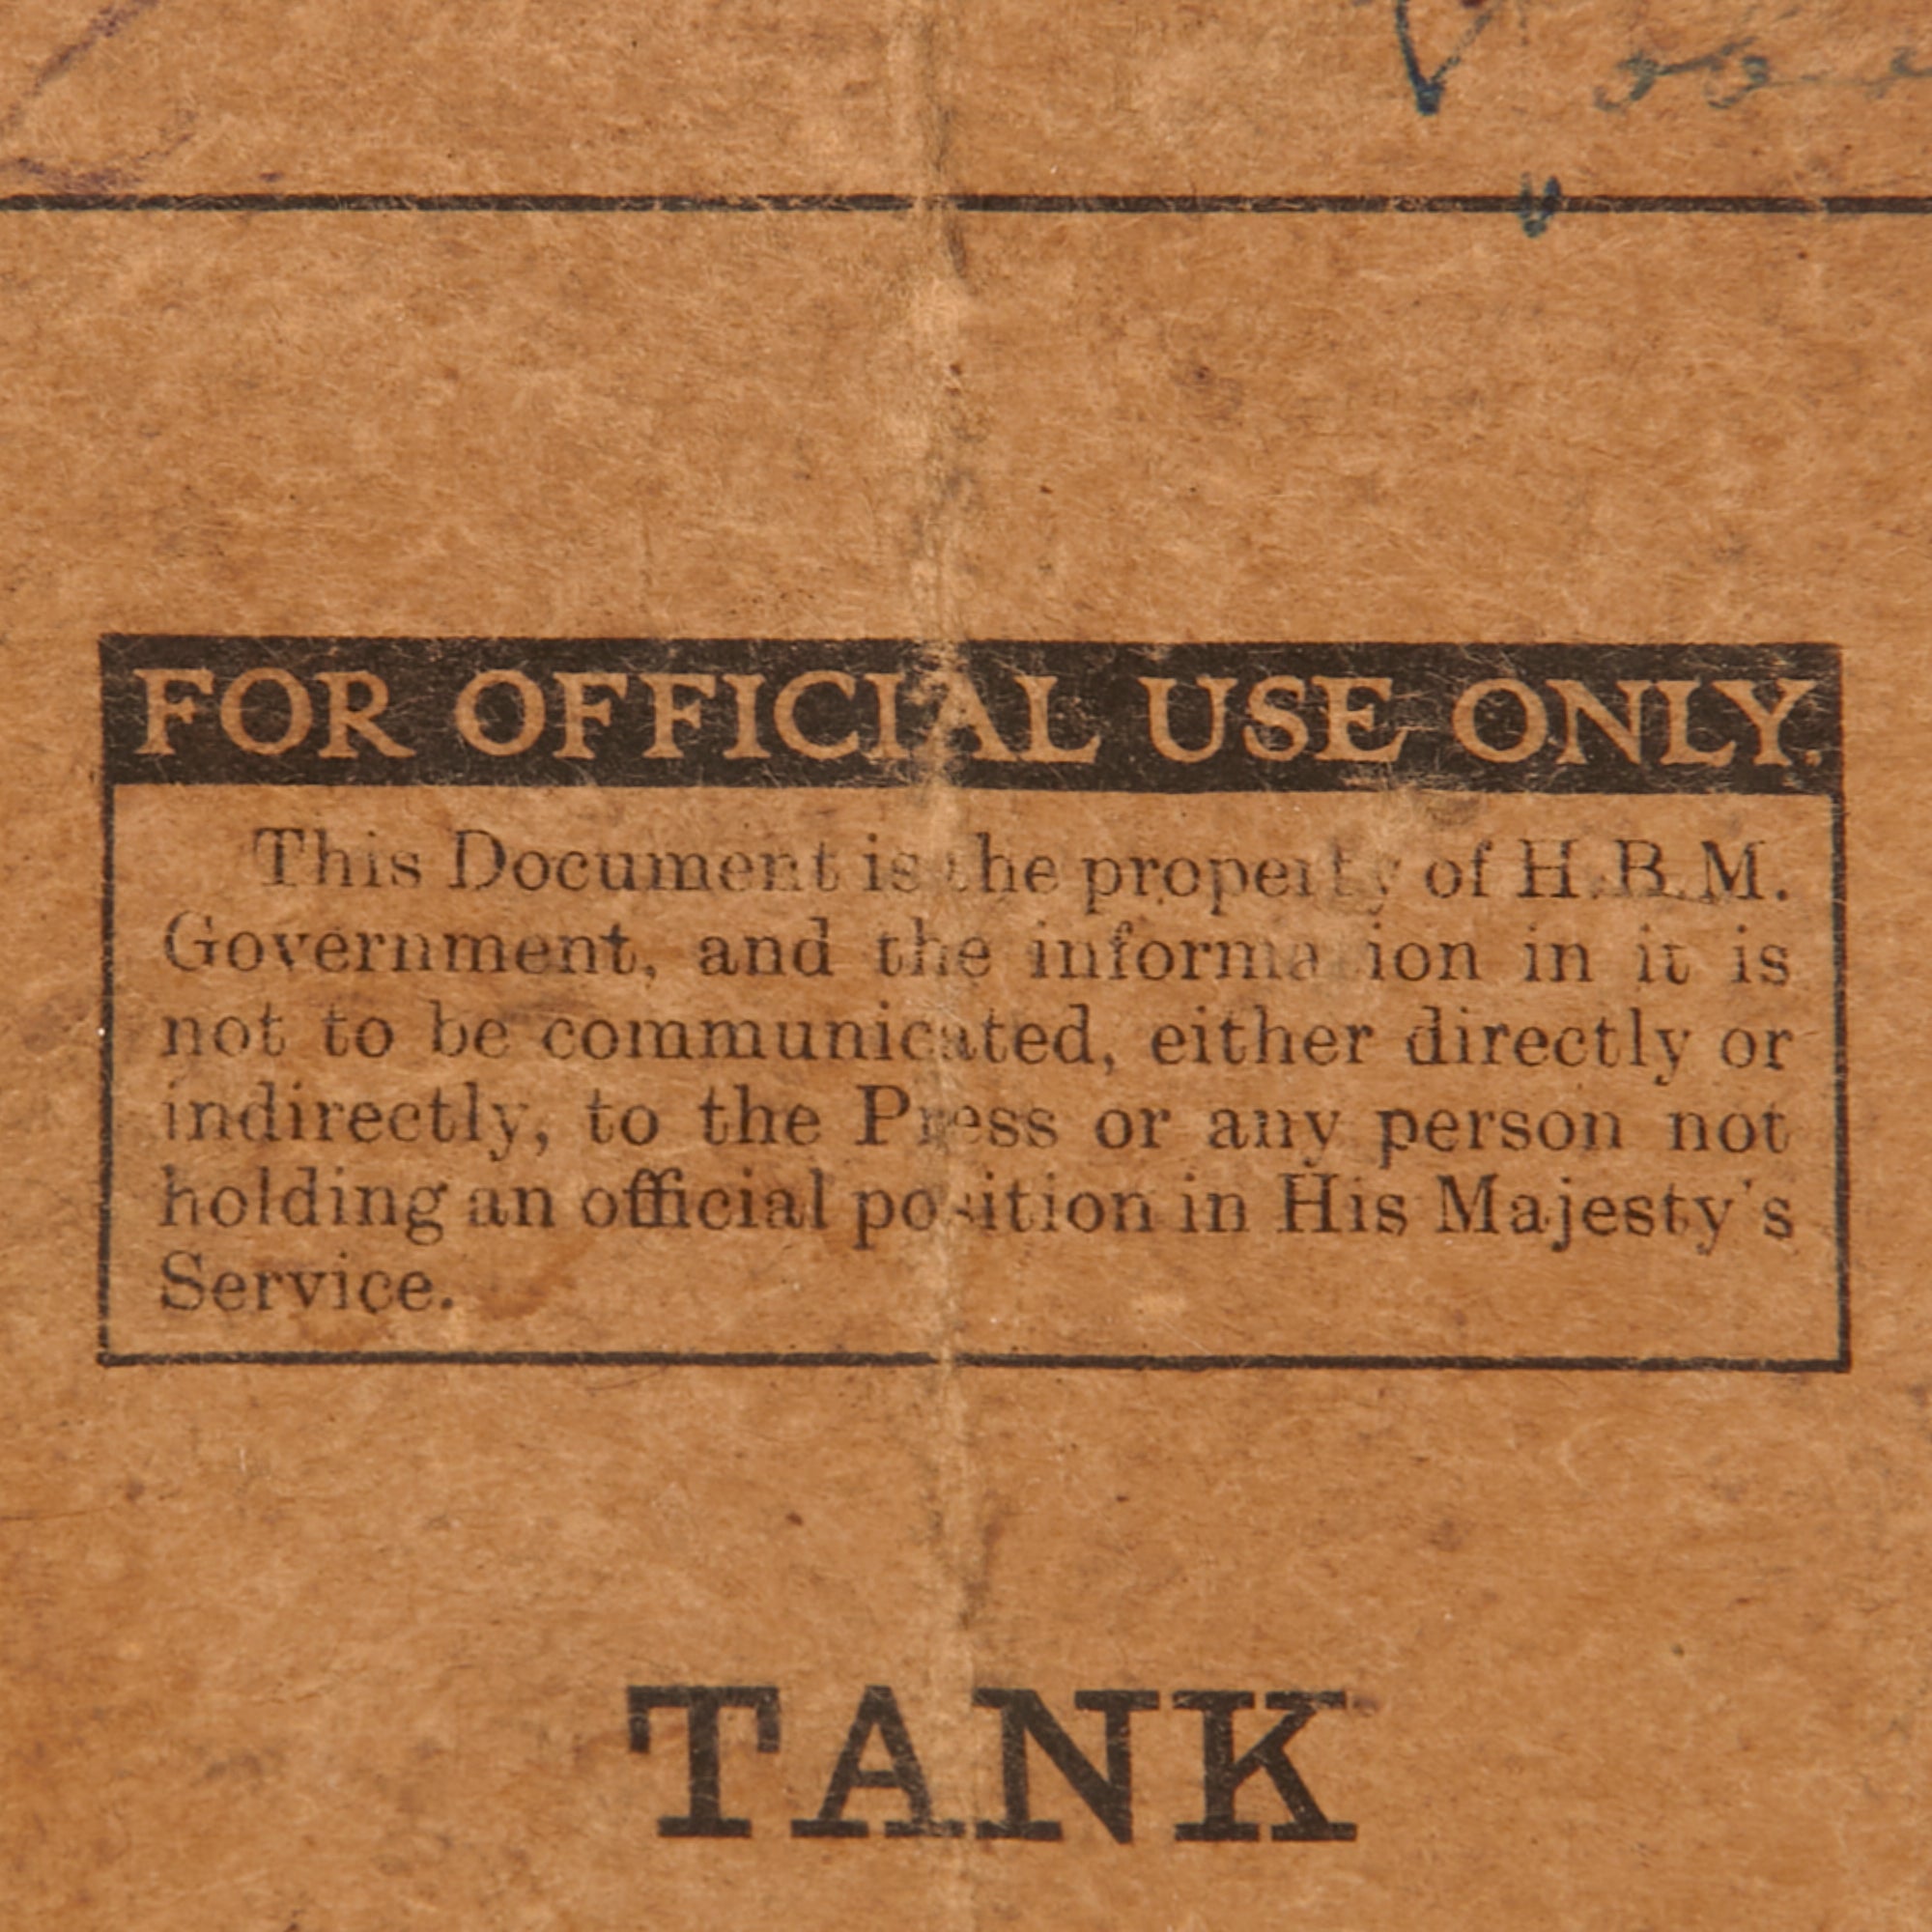 FOR OFFICIAL USE ONLY.
This Document is the property of H.B.M.
Government, and the information in it is
not to be communicated, either directly or
indirectly, to the Press or any person not
holding an official position in His Majesty's
Service.
TANK